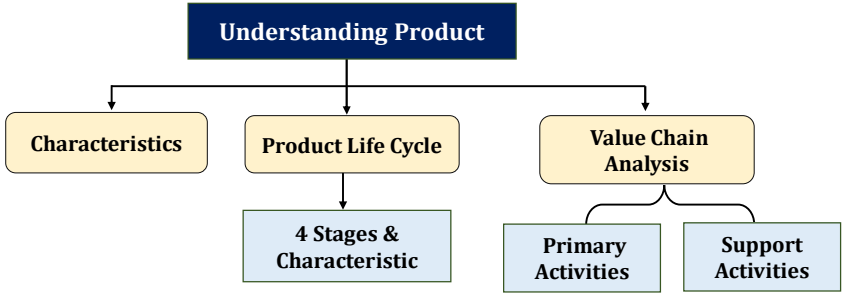 Understanding Product
Characteristics
Product Life Cycle
Value Chain
Analysis
4 Stages &
Characteristic
Primary
Activities
Support
Activities